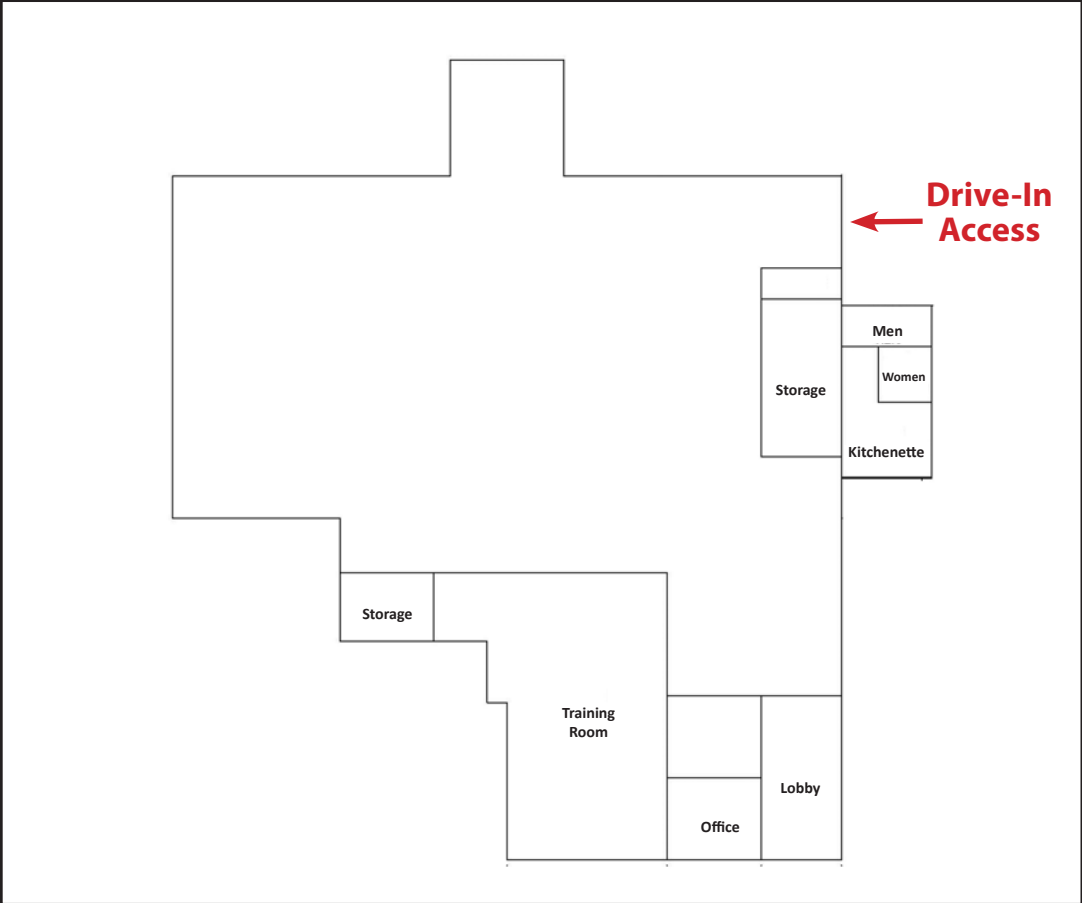 Drive-In
Access
Men
Women
Storage
Kitchenette
Storage
Training
Room
Lobby
Office